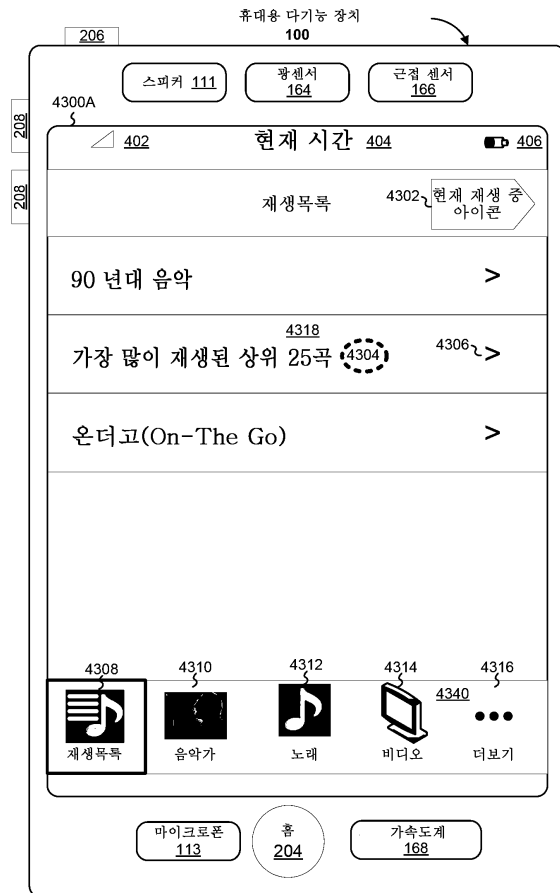 휴대용 다기능 장치
100
206
스피커 111
광센서
164
근접 센서
166
4300A
208
208
402
현재 시간 404
406
재생목록
4302
현재 재생 중
아이콘
90 년대 음악
>
4318
가장 많이 재생된 상위 25곡 4304
4306
>
온더고(On-The Go)
>
4308
4310
4312
4314
4316
4340
재생목록
음악가
노래
비디오
더보기
마이크로폰
113
홈
204
가속도계
168